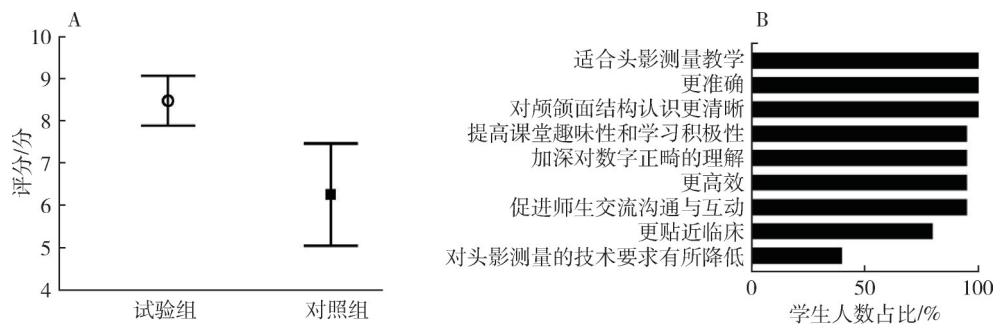 A
10
9
8
7
6
5
4
评分/分
试验组
对照组
B
适合头影测量教学
更准确
对颅颌面结构认识更清晰
提高课堂趣味性和学习积极性
加深对数字正畸的理解
更高效
促进师生交流沟通与互动
更贴近临床
对头影测量的技术要求有所降低
0
50
100
学生人数占比/%